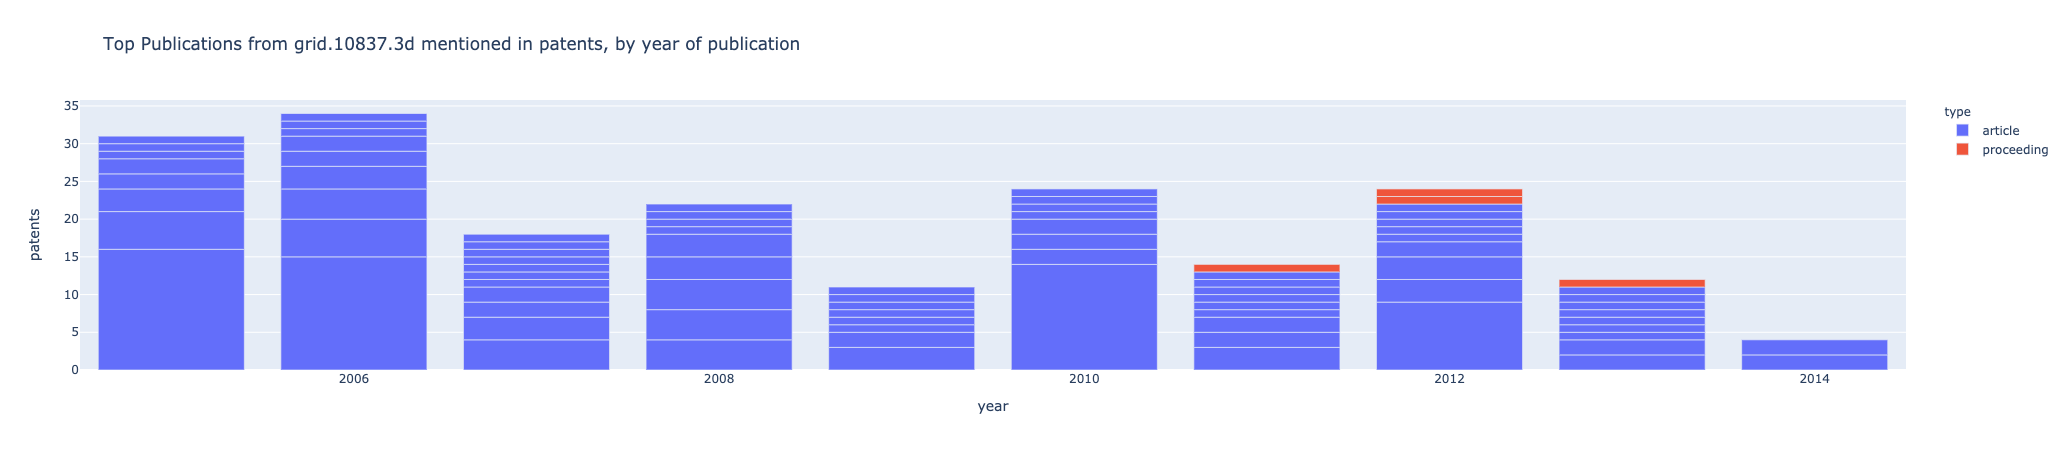 Top Publications from grid.10837.3d mentioned in patents, by year of publication
type
article
proceeding
patents
35
30
25
20
15
10
5
0
2006
2008
2010
2012
2014
year